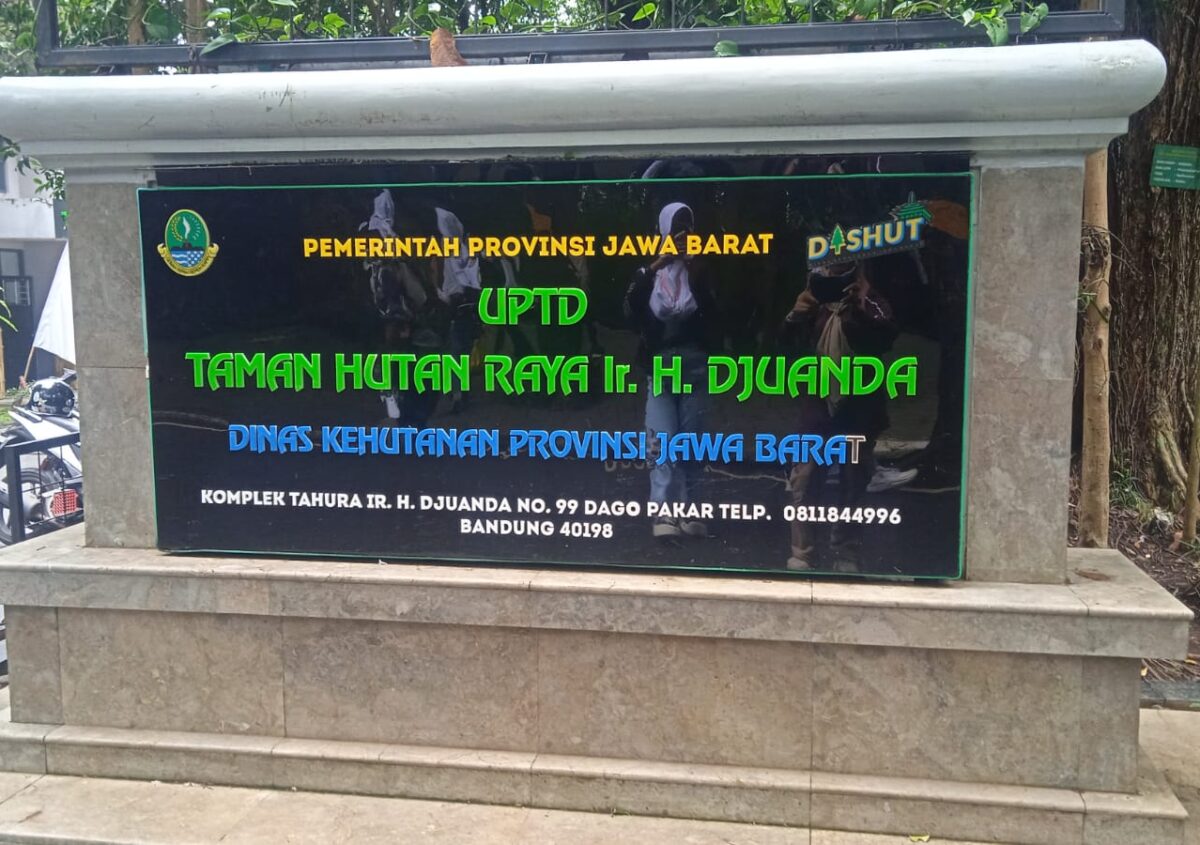 PEMERINTAH PROVINSI JAWA BARAT
DISHUT
UPTD
TAMAN HUTAN RAYA Ir. H. DJUANDA
DINAS KEHUTANAN PROVINSI JAWA BARAT
KOMPLEK TAHURA IR. H. DJUANDA NO. 99 DAGO PAKAR TELP. 0811844996
BANDUNG 40198